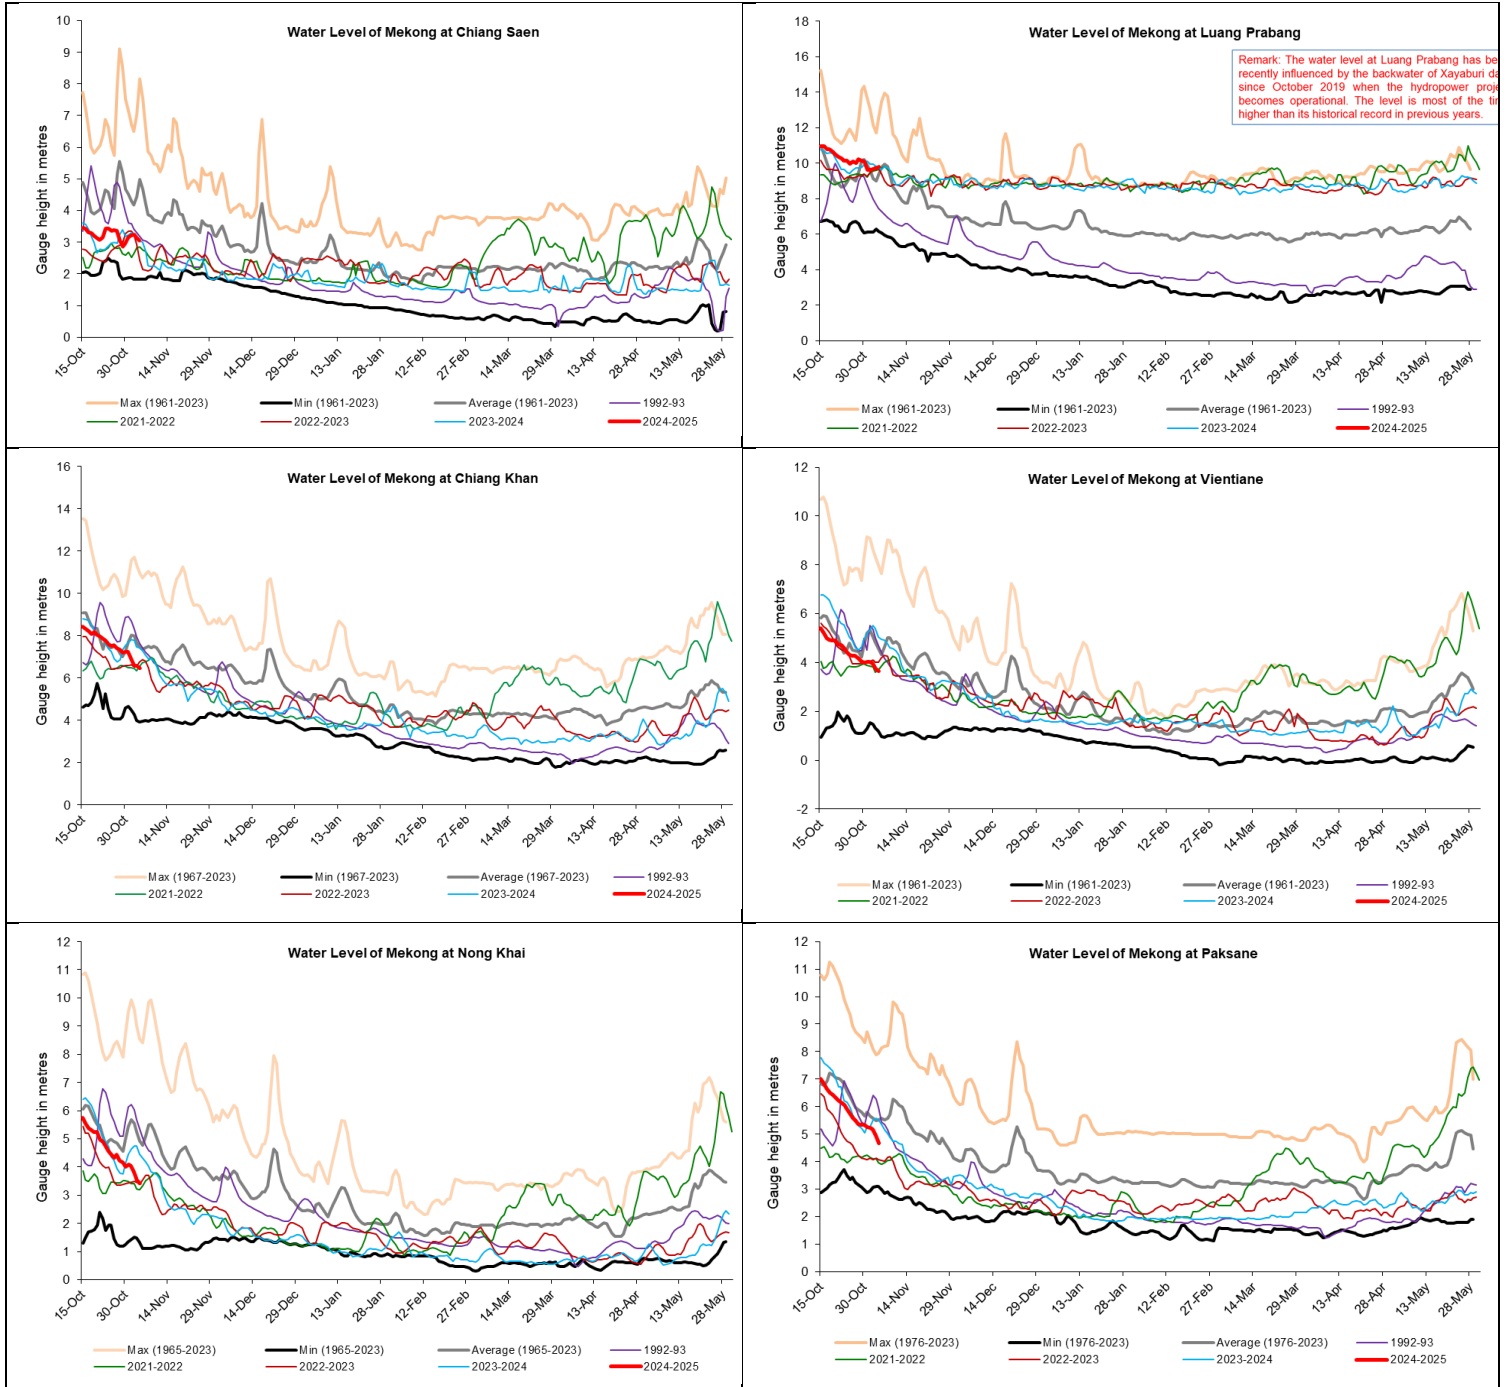 Water Level of Mekong at Chiang Saen
Gauge height in metres
10
9
8
7
6
5
4
3
2
1
0
15-Oct
30-Oct
14-Nov
29-Nov
14-Dec
29-Dec
13-Jan
28-Jan
12-Feb
27-Feb
14-Mar
29-Mar
13-Apr
28-Apr
13-May
28-May
Max (1961-2023) Min (1961-2023) Average (1961-2023) 1992-93
2021-2022 2022-2023 2023-2024 2024-2025
Water Level of Mekong at Luang Prabang
Remark: The water level at Luang Prabang has be
recently influenced by the backwater of Xayaburi da
since October 2019 when the hydropower proje
becomes operational. The level is most of the tim
higher than its historical record in previous years.
Gauge height in metres
18
16
14
12
10
8
6
4
2
0
15-Oct
30-Oct
14-Nov
29-Nov
14-Dec
29-Dec
13-Jan
28-Jan
12-Feb
27-Feb
14-Mar
29-Mar
13-Apr
28-Apr
13-May
28-May
Max (1961-2023) Min (1961-2023) Average (1961-2023) 1992-93
2021-2022 2022-2023 2023-2024 2024-2025
Water Level of Mekong at Chiang Khan
Gauge height in metres
16
14
12
10
8
6
4
2
0
15-Oct
30-Oct
14-Nov
29-Nov
14-Dec
29-Dec
13-Jan
28-Jan
12-Feb
27-Feb
14-Mar
29-Mar
13-Apr
28-Apr
13-May
28-May
Max (1967-2023) Min (1967-2023) Average (1967-2023) 1992-93
2021-2022 2022-2023 2023-2024 2024-2025
Water Level of Mekong at Vientiane
Gauge height in metres
12
10
8
6
4
2
0
-2
15-Oct
30-Oct
14-Nov
29-Nov
14-Dec
29-Dec
13-Jan
28-Jan
12-Feb
27-Feb
14-Mar
29-Mar
13-Apr
28-Apr
13-May
28-May
Max (1961-2023) Min (1961-2023) Average (1961-2023) 1992-93
2021-2022 2022-2023 2023-2024 2024-2025
Water Level of Mekong at Nong Khai
Gauge height in metres
12
11
10
9
8
7
6
5
4
3
2
1
0
15-Oct
30-Oct
14-Nov
29-Nov
14-Dec
29-Dec
13-Jan
28-Jan
12-Feb
27-Feb
14-Mar
29-Mar
13-Apr
28-Apr
13-May
28-May
Max (1965-2023) Min (1965-2023) Average (1965-2023) 1992-93
2021-2022 2022-2023 2023-2024 2024-2025
Water Level of Mekong at Paksane
Gauge height in metres
12
11
10
9
8
7
6
5
4
3
2
1
0
15-Oct
30-Oct
14-Nov
29-Nov
14-Dec
29-Dec
13-Jan
28-Jan
12-Feb
27-Feb
14-Mar
29-Mar
13-Apr
28-Apr
13-May
28-May
Max (1976-2023) Min (1976-2023) Average (1976-2023) 1992-93
2021-2022 2022-2023 2023-2024 2024-2025